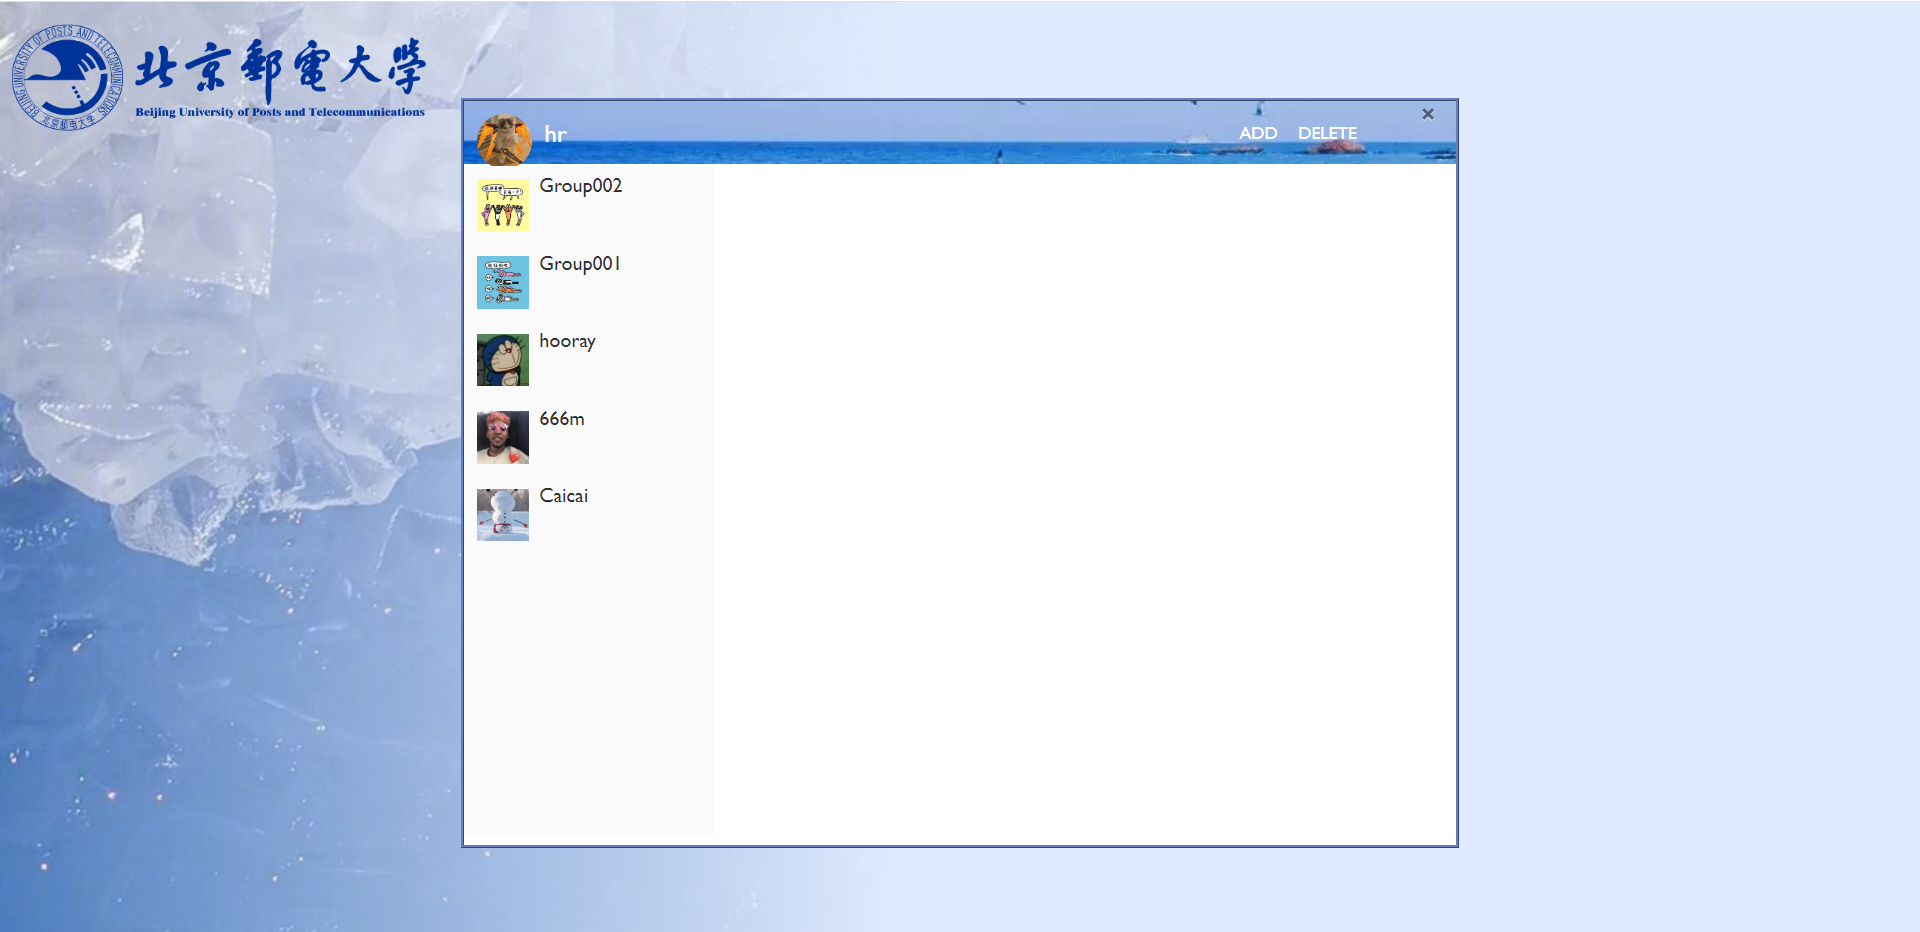 北京郵電大學
Beijing University of Posts and Telecommunications
BEIJING UNIVERSITY OF POSTS AND TELECOMMUNICATIONS
北京郵电大学
hr
ADD DELETE
Group002
Group001
hooray
666m
Caicai